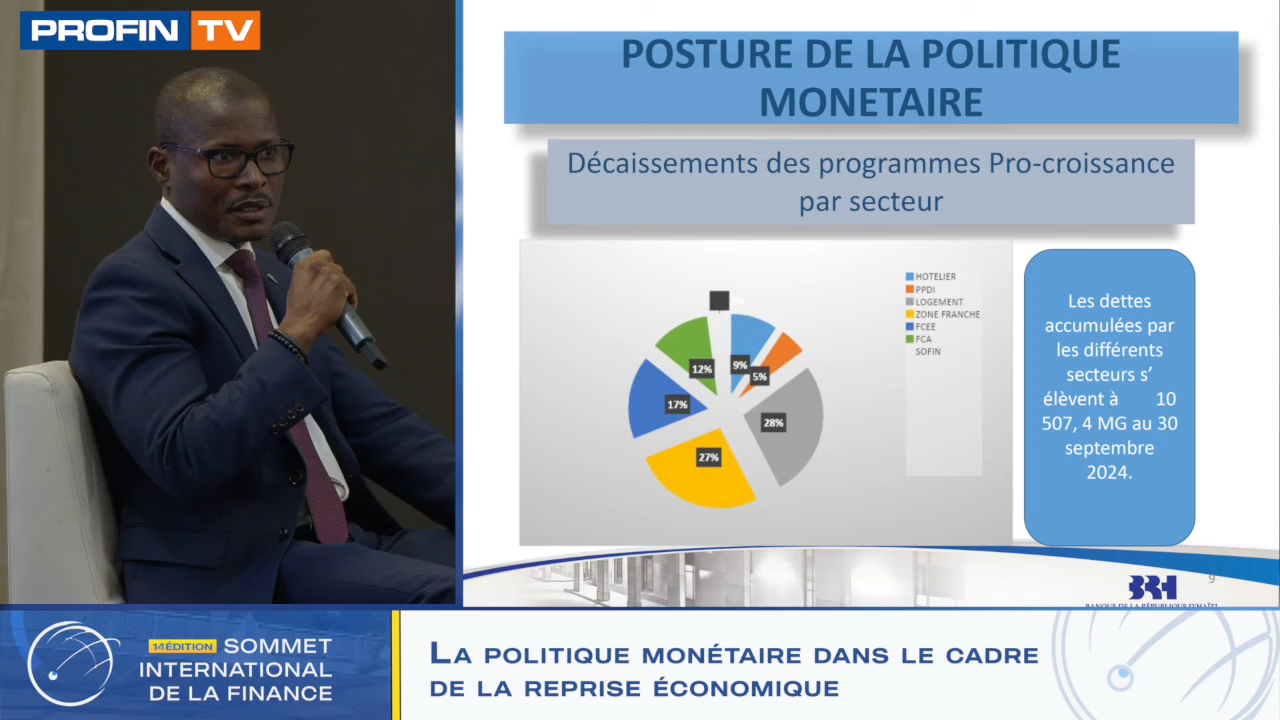 PROFIN TV
POSTURE DE LA POLITIQUE
MONETAIRE
Décaissements des programmes Pro-croissance
par secteur
HOTELIER
PPDI
LOGEMENT
ZONE FRANCHE
FCEE
FCA
SOFIN
9%
5%
28%
27%
17%
12%
Les dettes
accumulées par
les différents
secteurs s’
élèvent à 10
507, 4 MG au 30
septembre
2024.
9
BRH
BANQUE DE LA RÉPUBLIQUE D'HAÏTI
14 ÉDITION SOMMET
INTERNATIONAL
DE LA FINANCE
LA POLITIQUE MONÉTAIRE DANS LE CADRE
DE LA REPRISE ÉCONOMIQUE